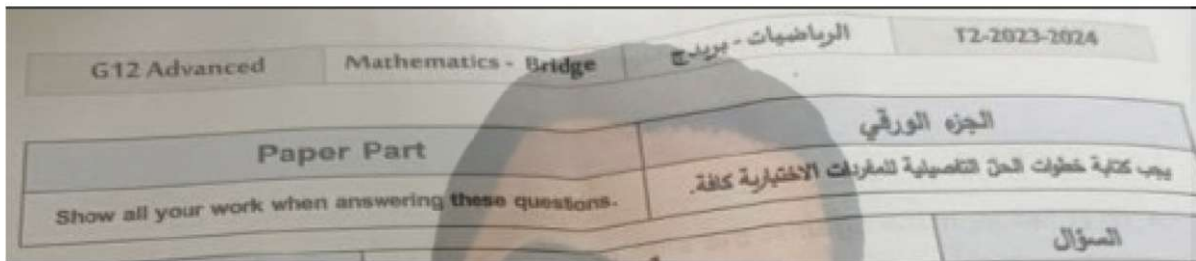 G12 Advanced Mathematics - Bridge الرياضيات - بريدج T2-2023-2024
Paper Part الجزء الورقي
Show all your work when answering these questions. يجب كتابة خطوات الحل التفصيلية للمفردات الاختبارية كافة.
السؤال